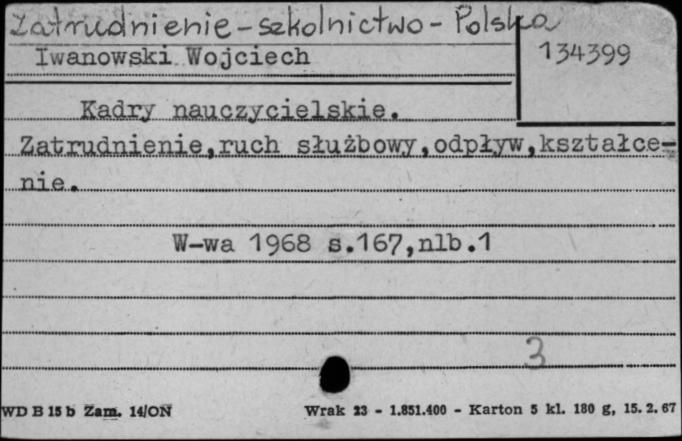 Zatrudnienie-szkolnictwo-Polska
Iwanowski Wojciech
134399
Kadry nauczycielskie.
Zatrudnienie,ruch służbowy,odpływ,kształce-
nie.
W-wa 1968 s.167,nlb.1
3
WD B 15 b Zam. 14/ON
Wrak 23 - 1.851.400 - Karton 5 kl. 180 g, 15. 2. 67